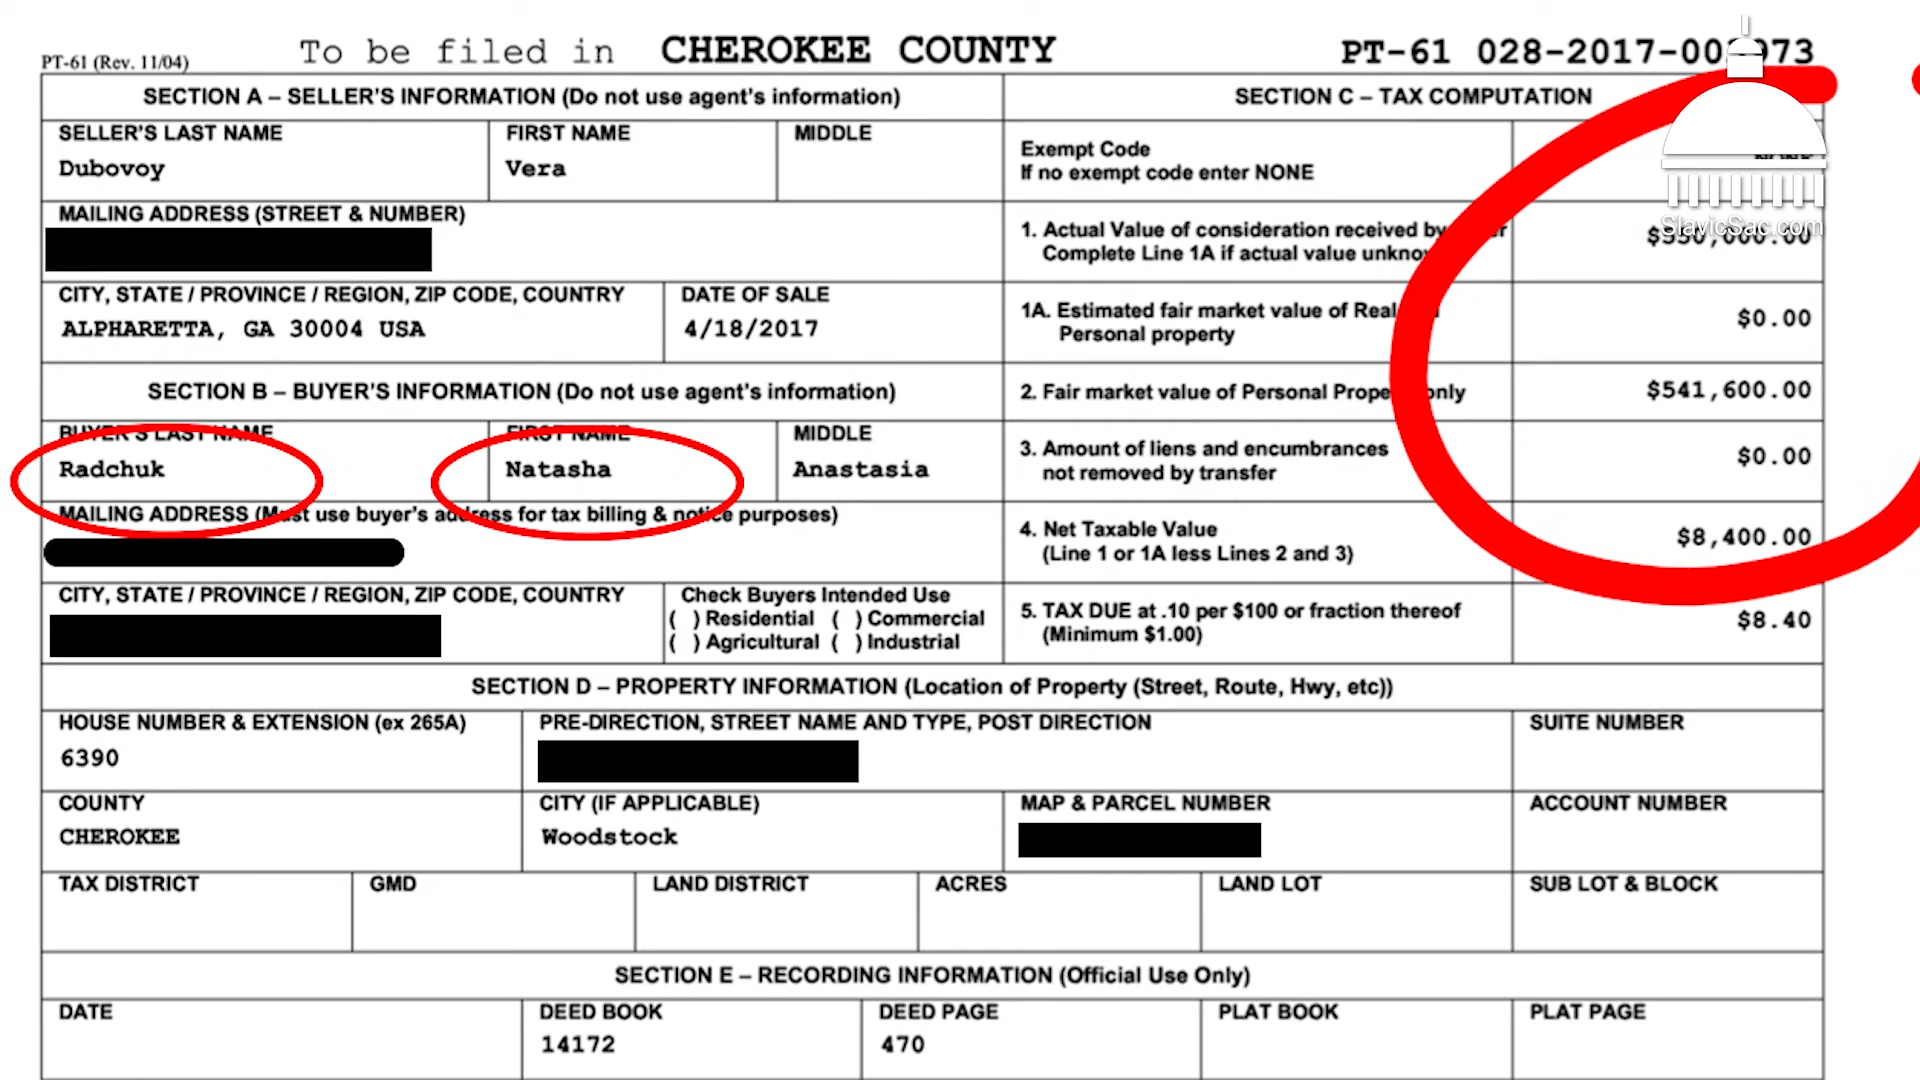 PT-61 (Rev. 11/04)
To be filed in CHEROKEE COUNTY
PT-61 028-2017-00 973
SECTION A – SELLER'S INFORMATION (Do not use agent's information)
SELLER'S LAST NAME
Dubovoy
FIRST NAME
Vera
MIDDLE
MAILING ADDRESS (STREET & NUMBER)
CITY, STATE / PROVINCE / REGION, ZIP CODE, COUNTRY
ALPHARETTA, GA 30004 USA
DATE OF SALE
4/18/2017
SECTION B – BUYER'S INFORMATION (Do not use agent's information)
BUYER'S LAST NAME
Radchuk
FIRST NAME
Natasha
MIDDLE
Anastasia
MAILING ADDRESS (Must use buyer's address for tax billing & notice purposes)
CITY, STATE / PROVINCE / REGION, ZIP CODE, COUNTRY
Check Buyers Intended Use
( ) Residential ( ) Commercial
( ) Agricultural ( ) Industrial
SECTION C – TAX COMPUTATION
Exempt Code
If no exempt code enter NONE
1. Actual Value of consideration received by
Complete Line 1A if actual value
SlavicSac.com
1A. Estimated fair market value of Real
Personal property
$0.00
2. Fair market value of Personal Property only
$541,600.00
3. Amount of liens and encumbrances
not removed by transfer
$0.00
4. Net Taxable Value
(Line 1 or 1A less Lines 2 and 3)
$8,400.00
5. TAX DUE at .10 per $100 or fraction thereof
(Minimum $1.00)
$8.40
SECTION D – PROPERTY INFORMATION (Location of Property (Street, Route, Hwy, etc))
HOUSE NUMBER & EXTENSION (ex 265A)
6390
PRE-DIRECTION, STREET NAME AND TYPE, POST DIRECTION
SUITE NUMBER
COUNTY
CHEROKEE
CITY (IF APPLICABLE)
Woodstock
MAP & PARCEL NUMBER
ACCOUNT NUMBER
TAX DISTRICT
GMD
LAND DISTRICT
ACRES
LAND LOT
SUB LOT & BLOCK
SECTION E – RECORDING INFORMATION (Official Use Only)
DATE
DEED BOOK
14172
DEED PAGE
470
PLAT BOOK
PLAT PAGE